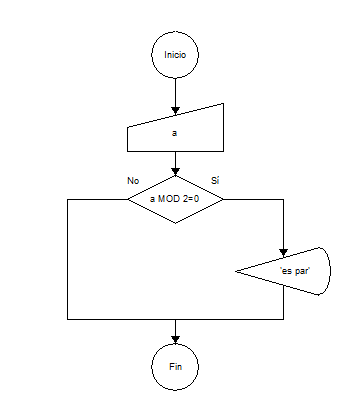 Inicio
a
No
Sí
a MOD 2=0
'es par'
Fin